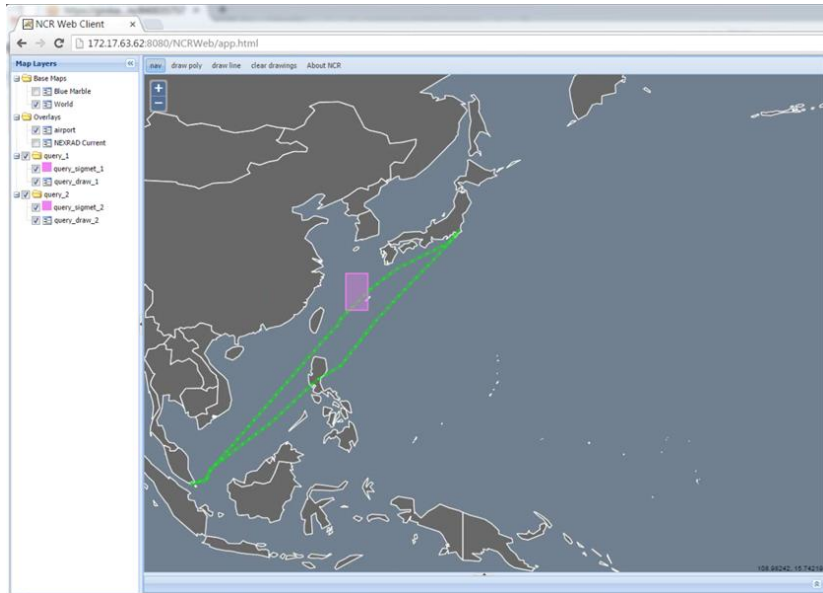 NCR Web Client
172.17.63.62:8080/NCRWeb/app.html
Map Layers
nav draw poly draw line clear drawings About NCR
Base Maps
Blue Marble
World
Overlays
airport
NEXRAD Current
query_1
query_sigmet_1
query_draw_1
query_2
query_sigmet_2
query_draw_2